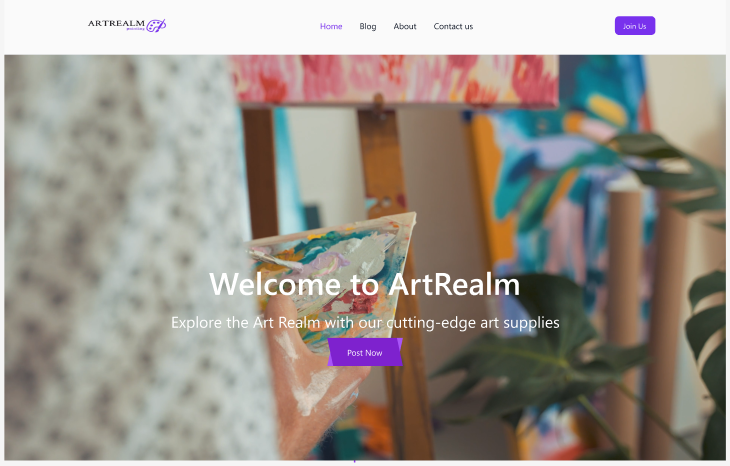 ARTREALM
painting
Home Blog About Contact us
Join Us
Welcome to ArtRealm
Explore the Art Realm with our cutting-edge art supplies
Post Now